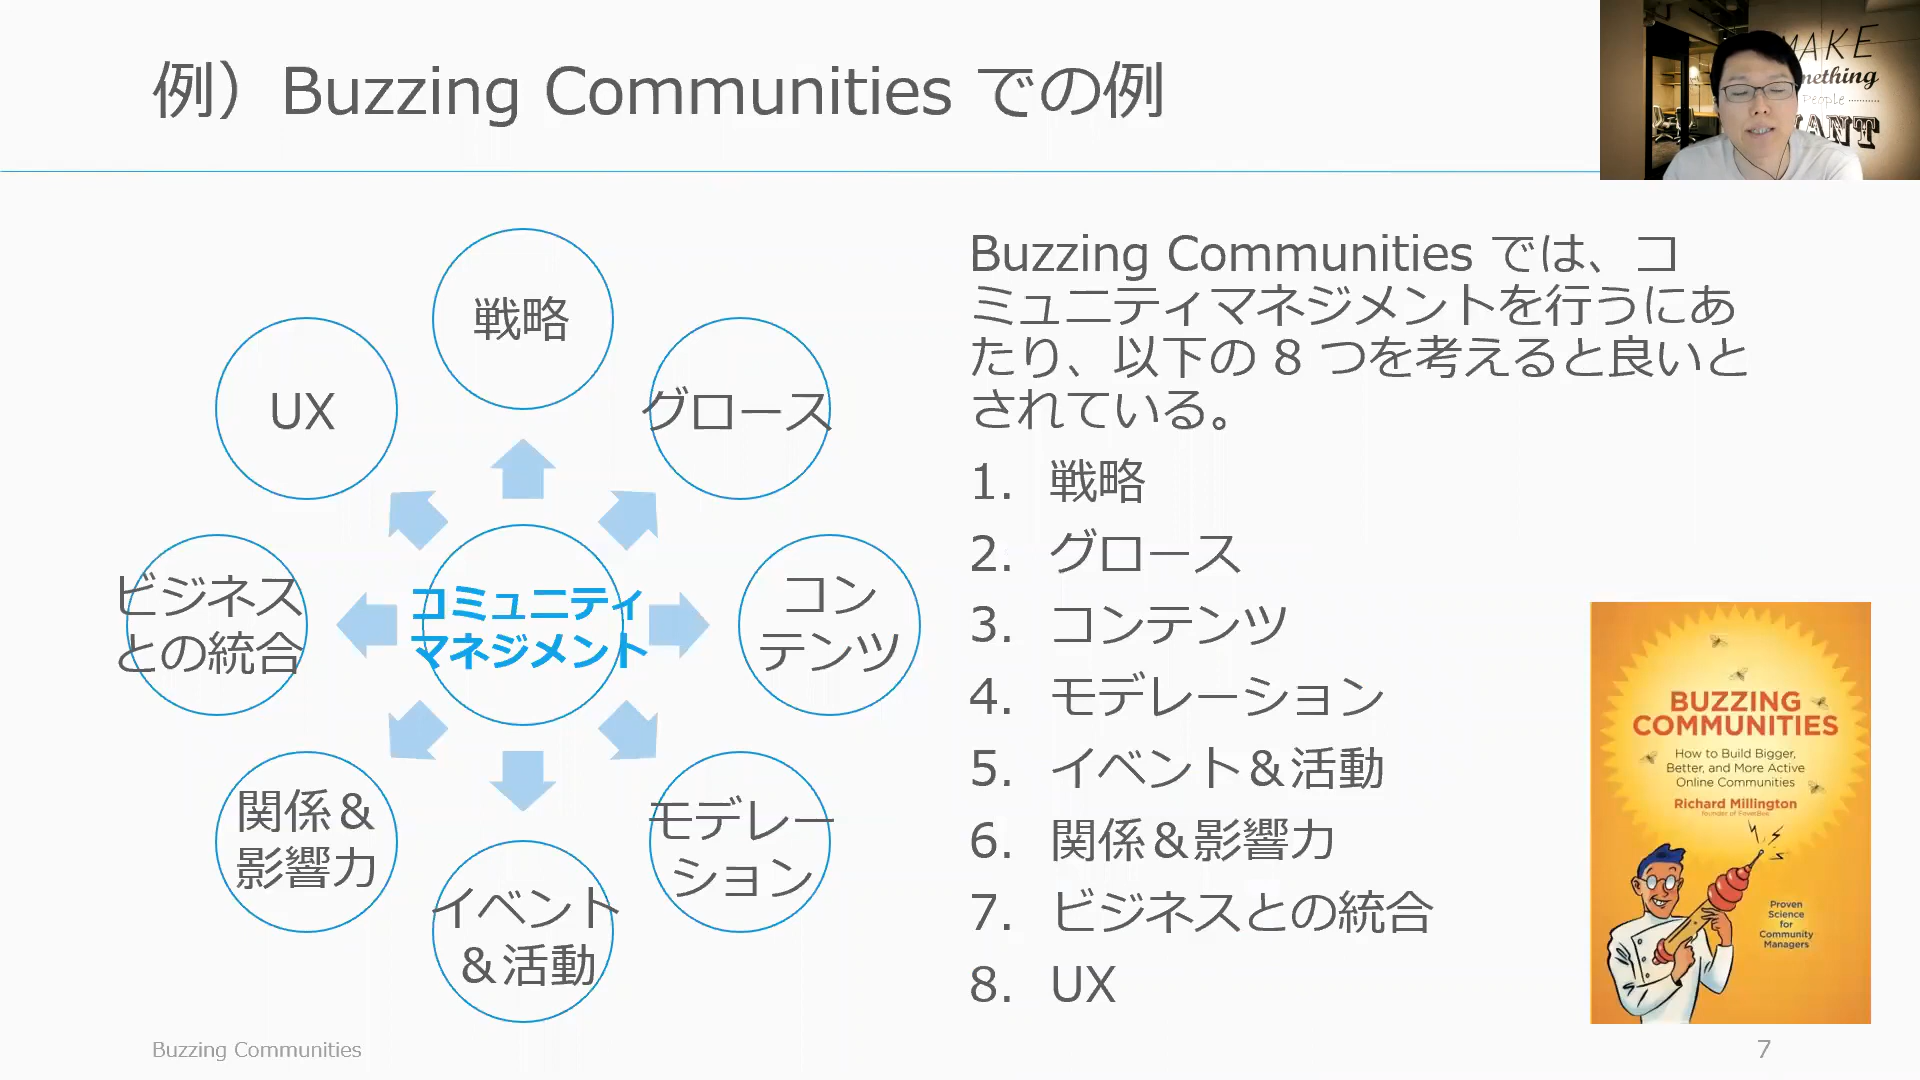 例）Buzzing Communities での例
MAKE
mething
People
WANT
戦略
グロース
コン
テンツ
モデレー
ション
イベント
＆活動
関係＆
影響力
ビジネス
との統合
UX
コミュニティ
マネジメント
Buzzing Communities では、コ
ミュニティマネジメントを行うにあ
たり、以下の 8 つを考えると良いと
されている。
1. 戦略
2. グロース
3. コンテンツ
4. モデレーション
5. イベント＆活動
6. 関係＆影響力
7. ビジネスとの統合
8. UX
BUZZING
COMMUNITIES
How to Build Bigger,
Better, and More Active
Online Communities
Richard Millington
founder of FeverBee
Proven
Science
for
Community
Managers
Buzzing Communities
7